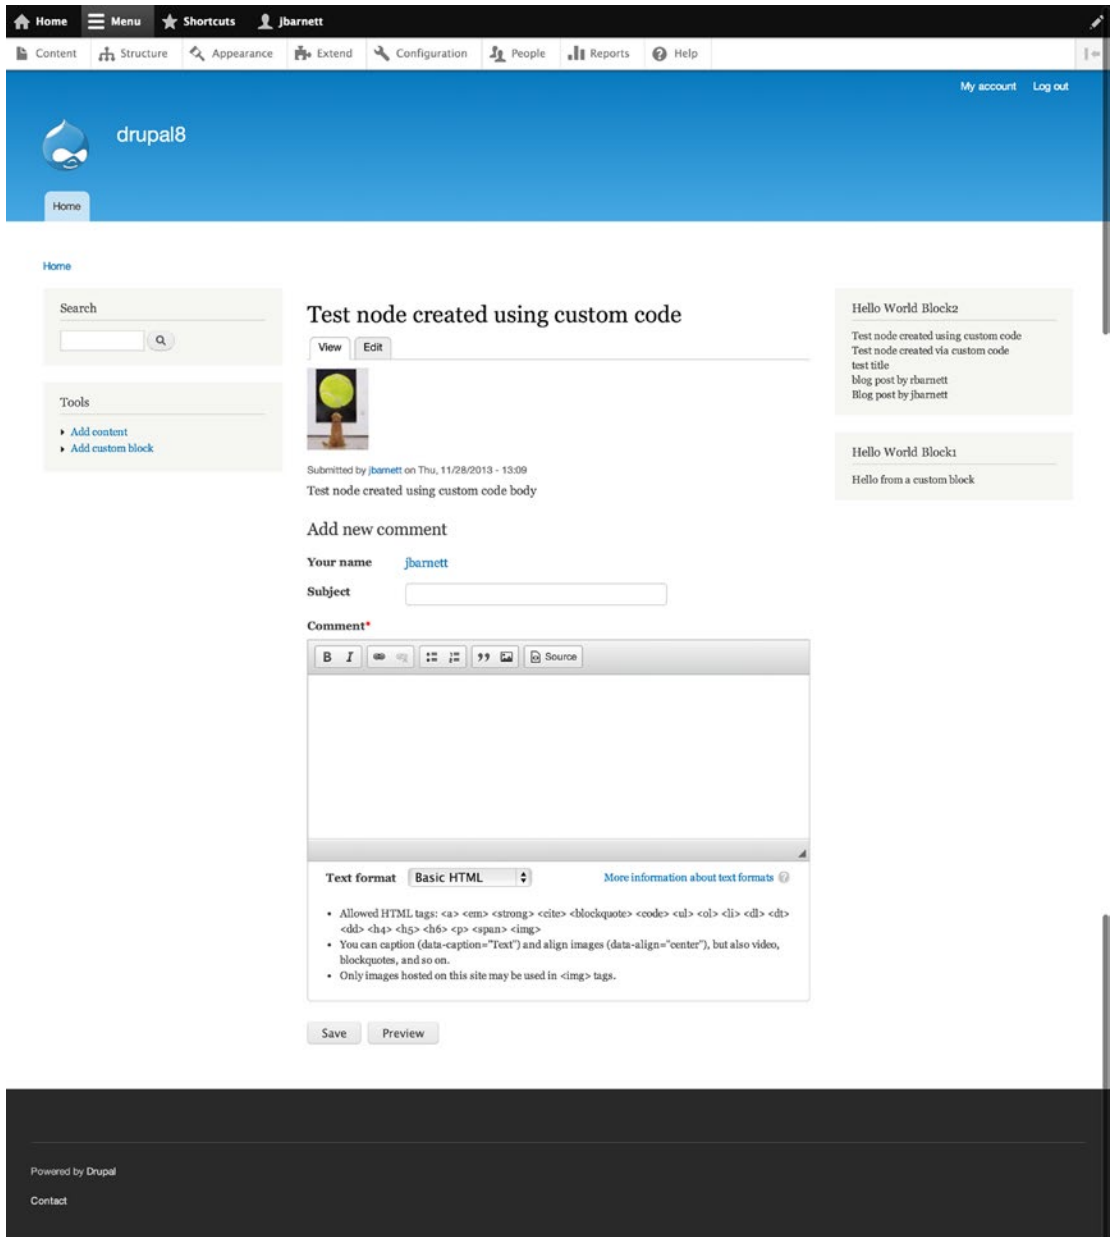 Home Menu Shortcuts jbarnett
Content Structure Appearance Extend Configuration People Reports Help
My account Log out
drupal8
Home
Home
Search
Tools
Add content
Add custom block
Test node created using custom code
View Edit
Submitted by jbarnett on Thu, 11/28/2013 - 13:09
Test node created using custom code body
Add new comment
Your name jbarnett
Subject
Comment*
B I Source
Text format Basic HTML More information about text formats
• Allowed HTML tags: <a> <em> <strong> <cite> <blockquote> <code> <ul> <ol> <li> <dl> <dt>
<dd> <h4> <h5> <h6> <p> <span> <img>
• You can caption (data-caption="Text") and align images (data-align="center"), but also video,
blockquotes, and so on.
• Only images hosted on this site may be used in <img> tags.
Save Preview
Hello World Block2
Test node created using custom code
Test node created via custom code
test title
blog post by rbarnett
Blog post by jbarnett
Hello World Block1
Hello from a custom block
Powered by Drupal
Contact